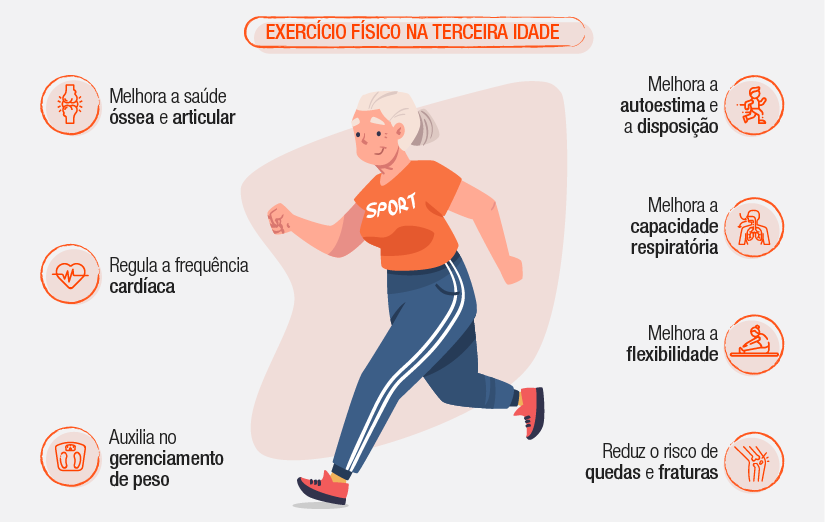 EXERCÍCIO FÍSICO NA TERCEIRA IDADE
Melhora a saúde
óssea e articular
Regula a frequência
cardíaca
Auxilia no
gerenciamento
de peso
SPORT
Melhora a
autoestima e
a disposição
Melhora a
capacidade
respiratória
Melhora a
flexibilidade
Reduz o risco de
quedas e fraturas